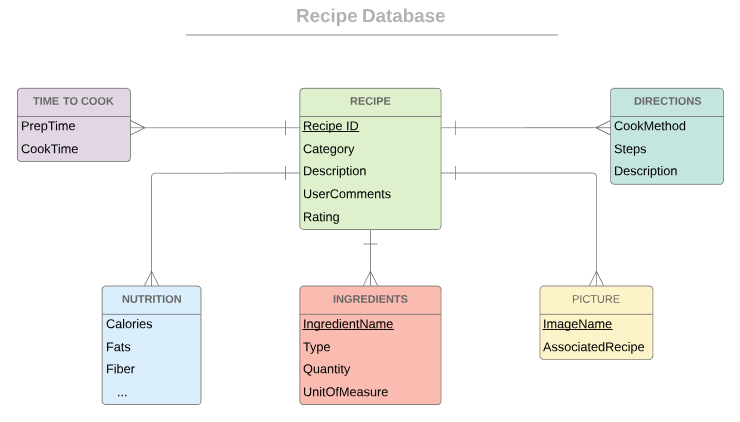 Recipe Database
TIME TO COOK
PrepTime
CookTime
RECIPE
Recipe ID
Category
Description
UserComments
Rating
DIRECTIONS
CookMethod
Steps
Description
NUTRITION
Calories
Fats
Fiber
...
INGREDIENTS
IngredientName
Type
Quantity
UnitOfMeasure
PICTURE
ImageName
AssociatedRecipe